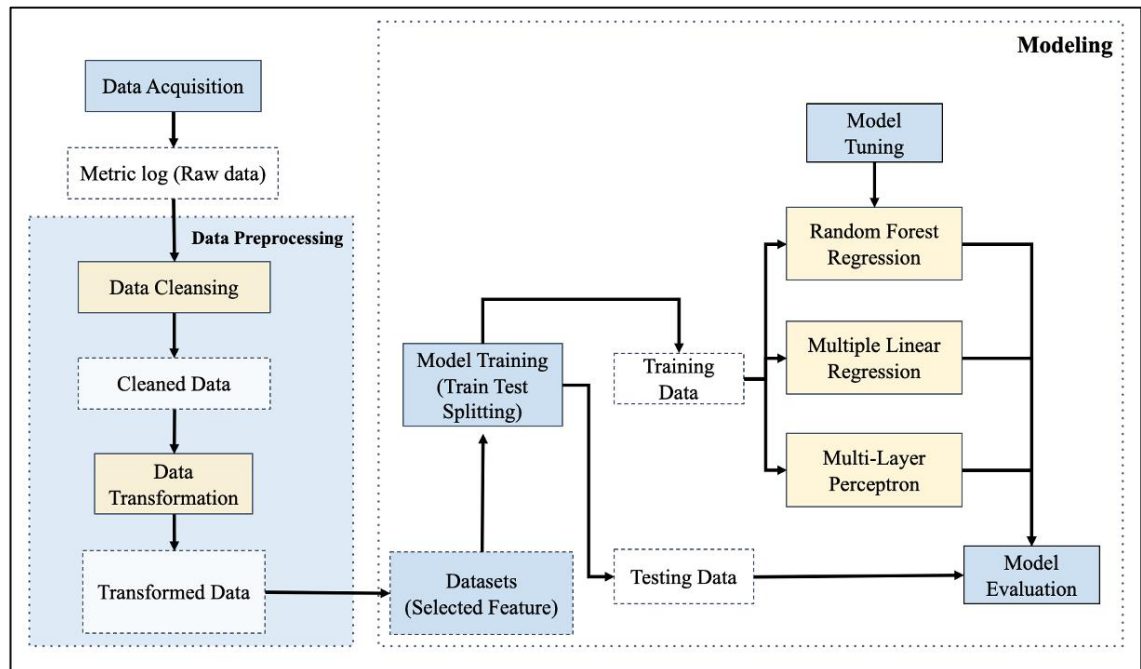 Modeling
Data Acquisition
Metric log (Raw data)
Data Preprocessing
Data Cleansing
Cleaned Data
Data
Transformation
Transformed Data
Datasets
(Selected Feature)
Model Training
(Train Test
Splitting)
Training
Data
Testing Data
Model
Tuning
Random Forest
Regression
Multiple Linear
Regression
Multi-Layer
Perceptron
Model
Evaluation